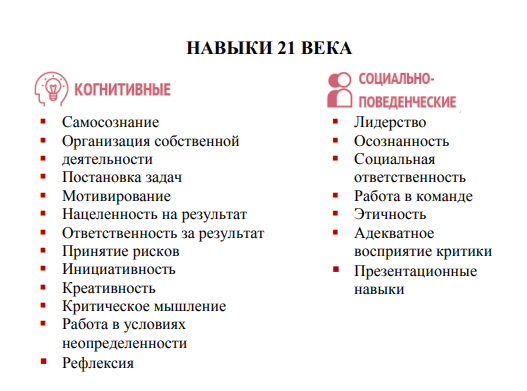 НАВЫКИ 21 ВЕКА
КОГНИТИВНЫЕ
▪ Самосознание
▪ Организация собственной
▪ деятельности
▪ Постановка задач
▪ Мотивирование
▪ Нацеленность на результат
▪ Ответственность за результат
▪ Принятие рисков
▪ Инициативность
▪ Креативность
▪ Критическое мышление
▪ Работа в условиях
неопределенности
▪ Рефлексия
СОЦИАЛЬНО-
ПОВЕДЕНЧЕСКИЕ
▪ Лидерство
▪ Осознанность
▪ Социальная
ответственность
▪ Работа в команде
▪ Этичность
▪ Адекватное
восприятие критики
▪ Презентационные
навыки